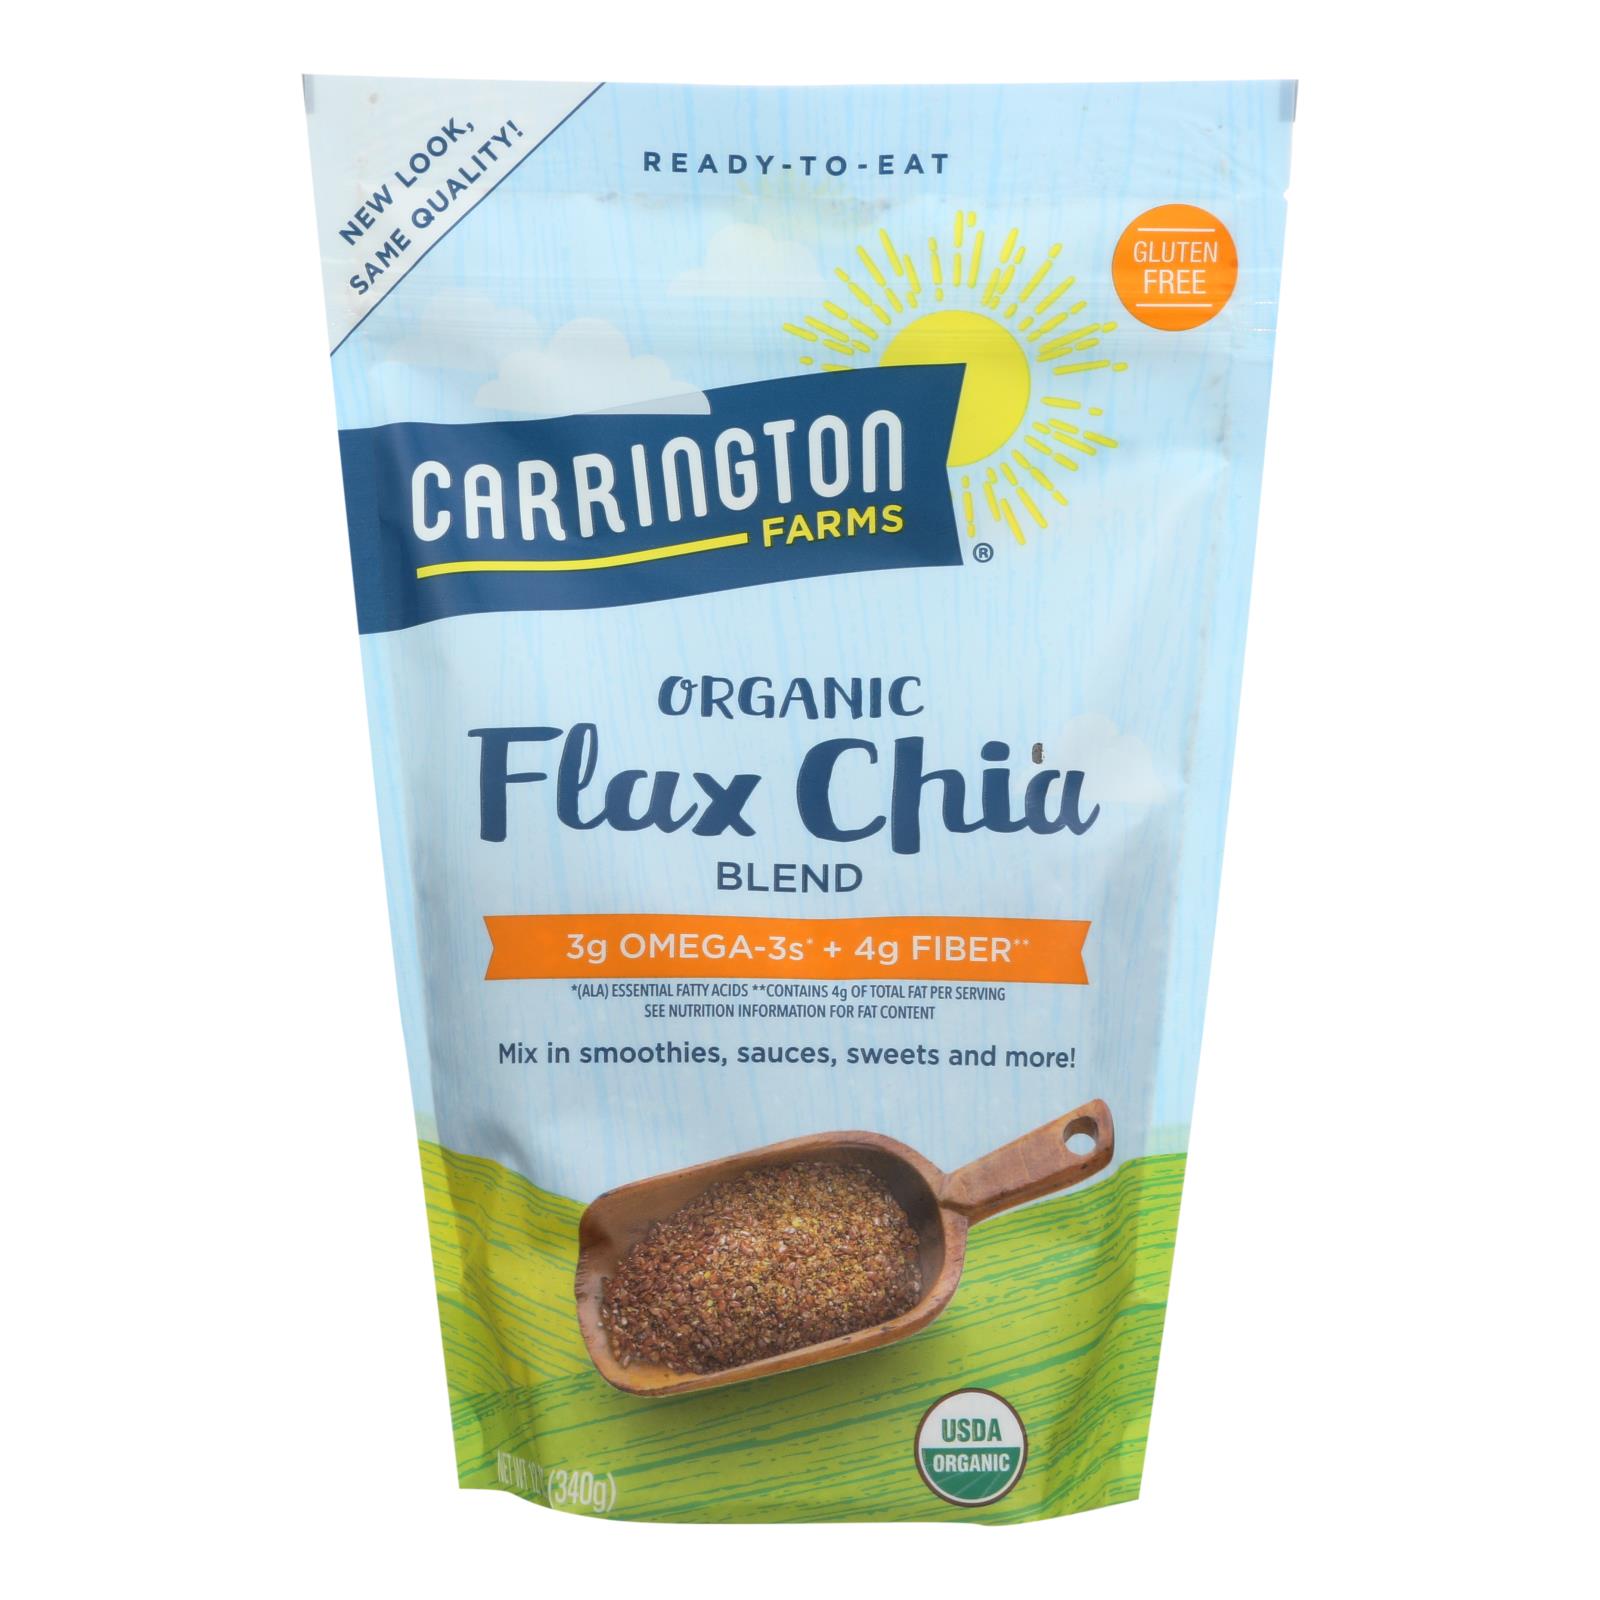 NEW LOOK,
SAME QUALITY!
READY-TO-EAT
GLUTEN
FREE
CARRINGTON
FARMS
®
ORGANIC
Flax Chia
BLEND
3g OMEGA-3s* + 4g FIBER**
*(ALA) ESSENTIAL FATTY ACIDS **CONTAINS 4g OF TOTAL FAT PER SERVING
SEE NUTRITION INFORMATION FOR FAT CONTENT
Mix in smoothies, sauces, sweets and more!
USDA
ORGANIC
NET WT (340g)